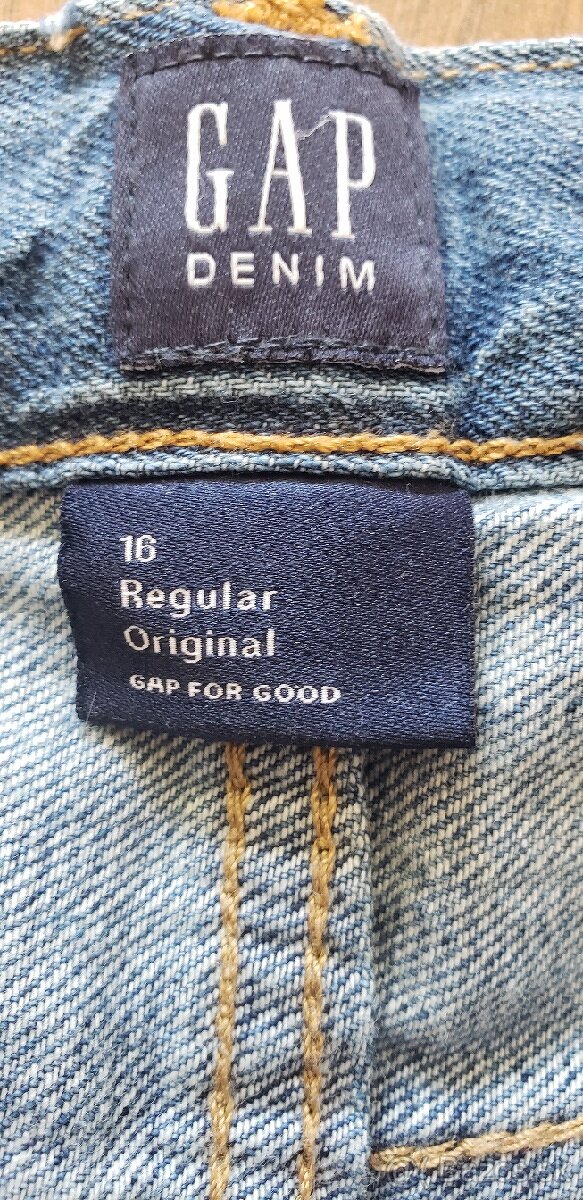 GAP
DENIM
16
Regular
Original
GAP FOR GOOD